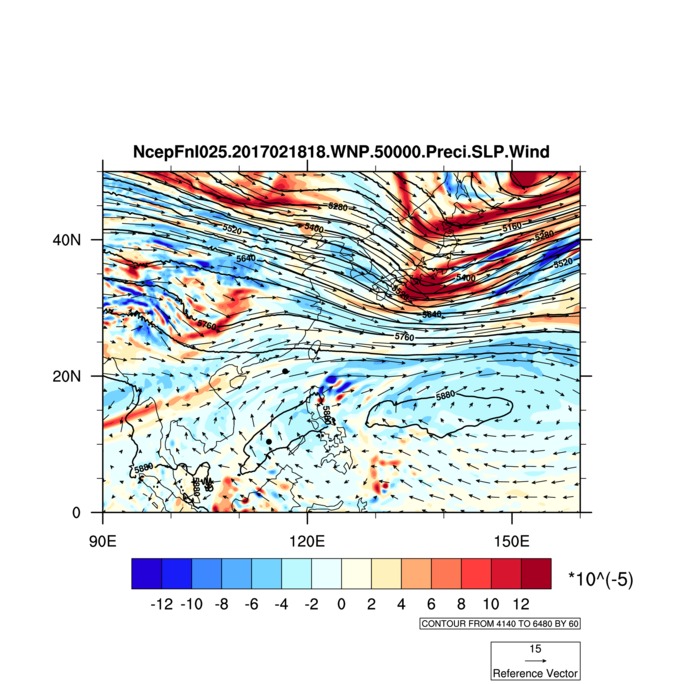 NcepFnl025.2017021818.WNP.50000.Preci.SLP.Wind
5280
5520
5400
5160
40N
5280
5640
5520
5400
5640
5760
5760
20N
5880
5880
5880
0
90E
120E
150E
-12 -10 -8 -6 -4 -2 0 2 4 6 8 10 12
*10^(-5)
CONTOUR FROM 4140 TO 6480 BY 60
15
Reference Vector